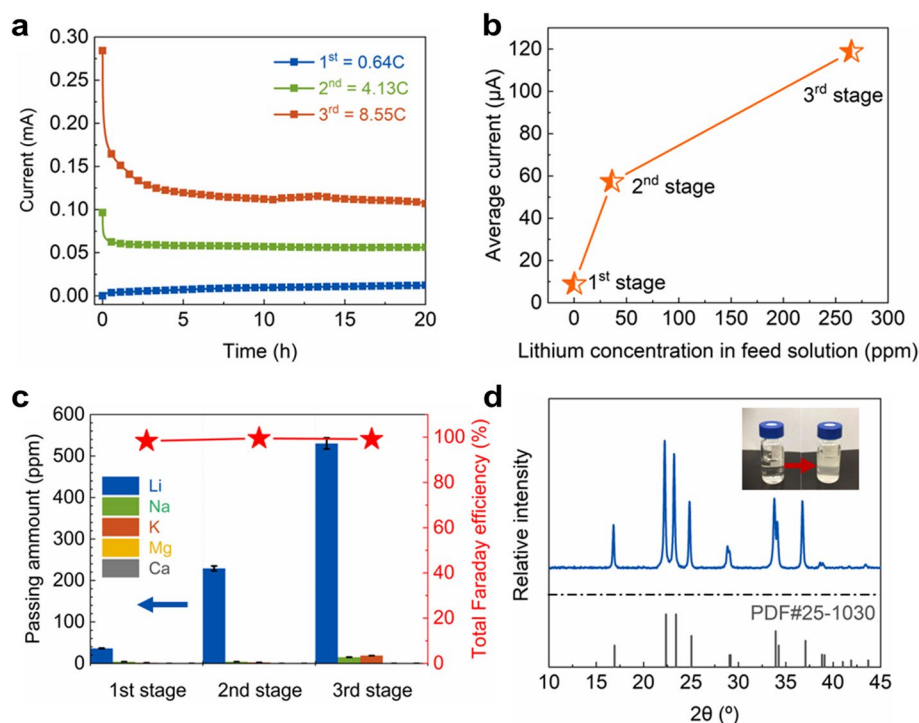 a
0.30
0.25
0.20
0.15
0.10
0.05
0.00
Current (mA)
1st = 0.64C
2nd = 4.13C
3rd = 8.55C
0 5 10 15 20
Time (h)
b
120
100
80
60
40
20
0
Average current (µA)
3rd stage
2nd stage
1st stage
0 50 100 150 200 250 300
Lithium concentration in feed solution (ppm)
c
600
500
400
300
200
100
0
Passing ammount (ppm)
Li
Na
K
Mg
Ca
100
80
60
40
20
0
Total Faraday efficiency (%)
1st stage 2nd stage 3rd stage
d
Relative intensity
PDF#25-1030
10 15 20 25 30 35 40 45
2θ (º)